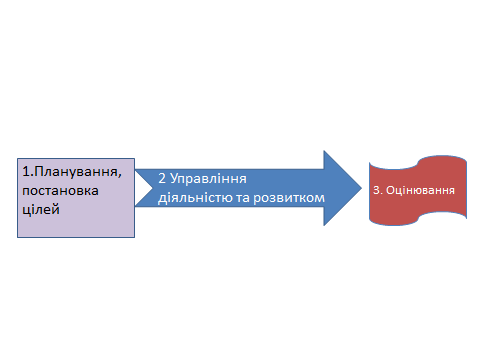 1.Планування,
постановка
цілей
2 Управління
діяльністю та розвитком
3. Оцінювання